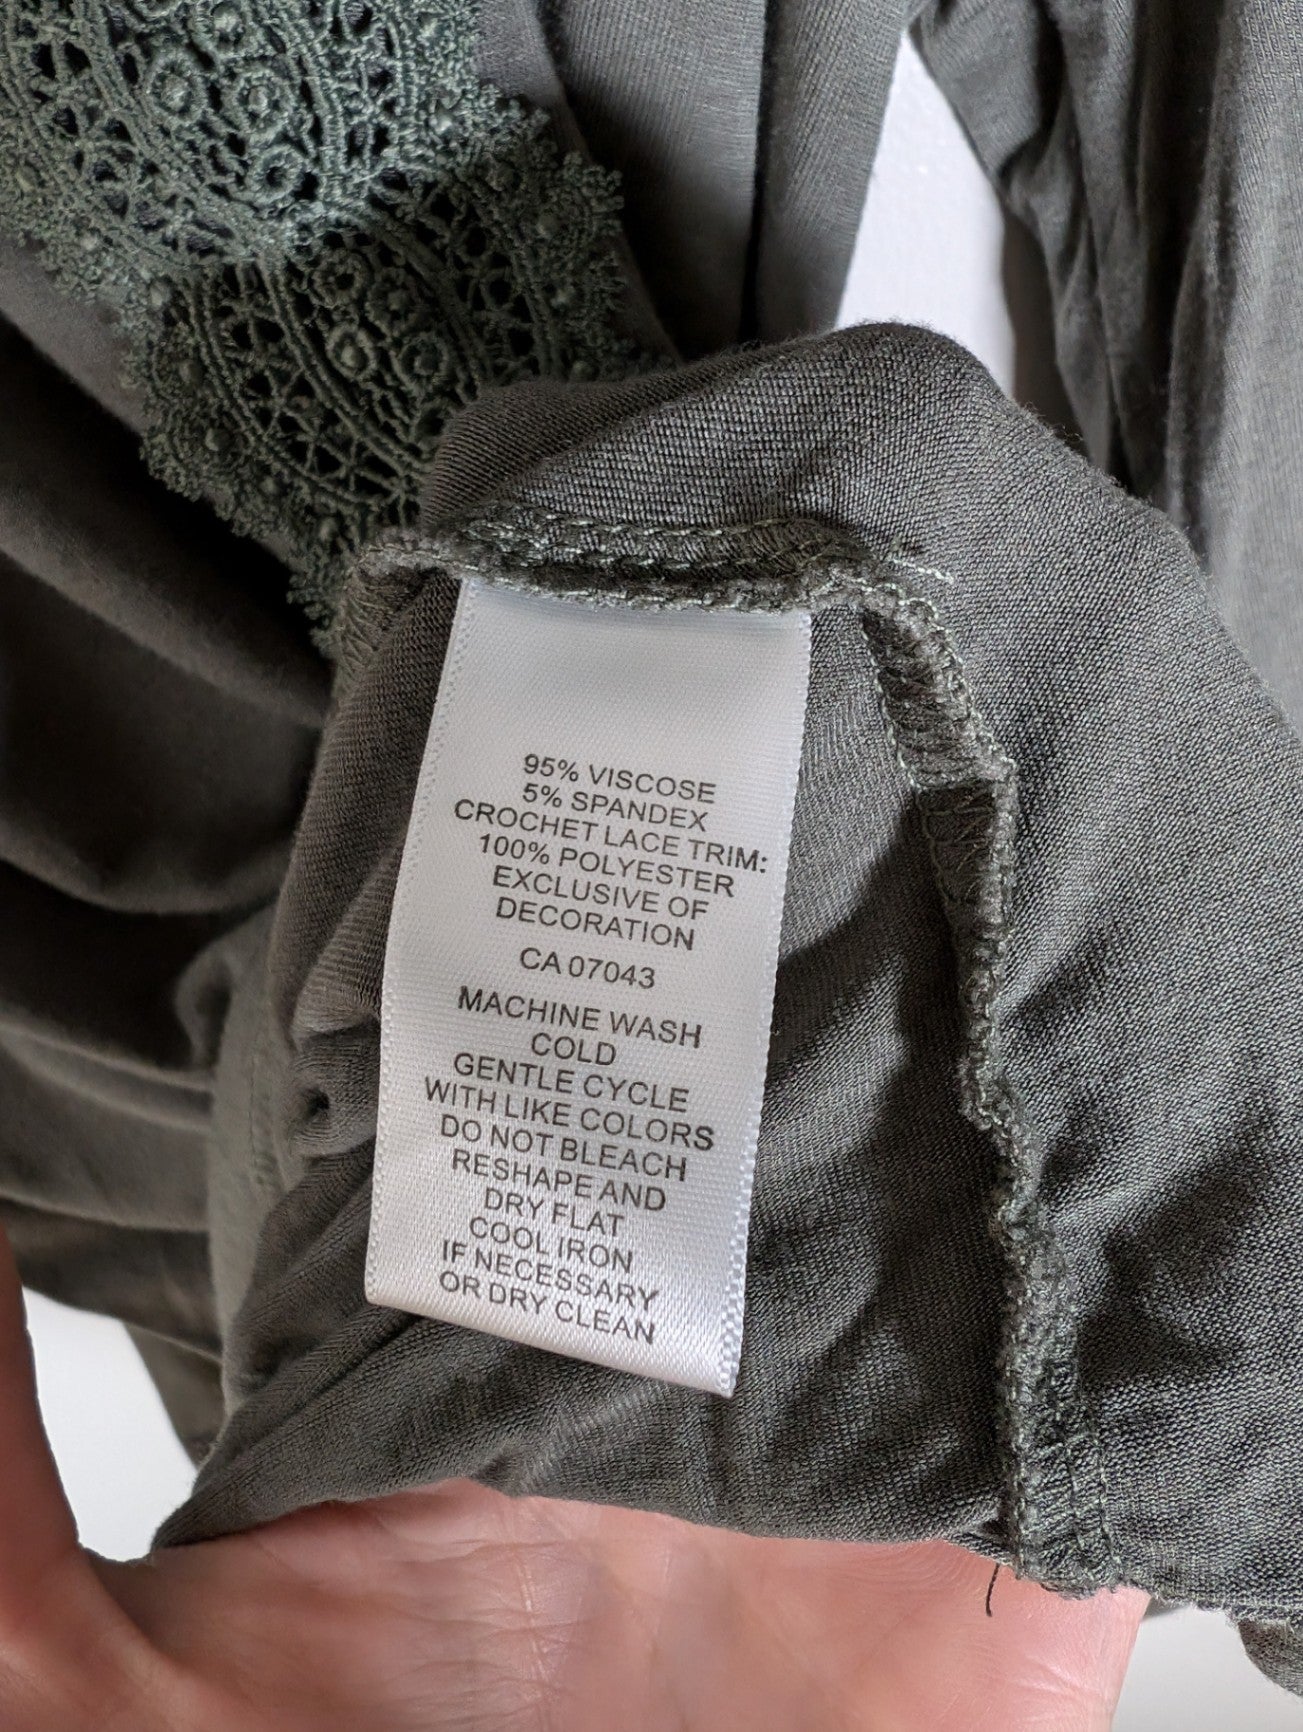 95% VISCOSE
5% SPANDEX
CROCHET LACE TRIM:
100% POLYESTER
EXCLUSIVE OF
DECORATION
CA 07043
MACHINE WASH
COLD
GENTLE CYCLE
WITH LIKE COLORS
DO NOT BLEACH
RESHAPE AND
DRY FLAT
COOL IRON
IF NECESSARY
OR DRY CLEAN